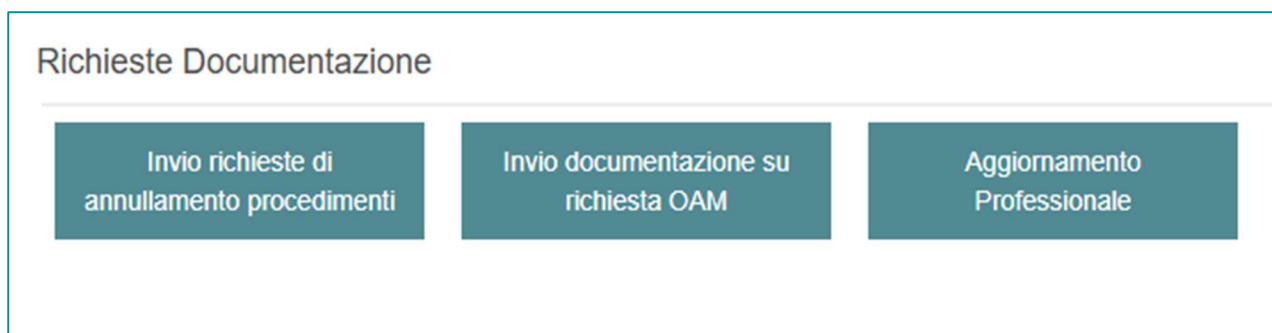 Richieste Documentazione
Invio richieste di
annullamento procedimenti
Invio documentazione su
richiesta OAM
Aggiornamento
Professionale